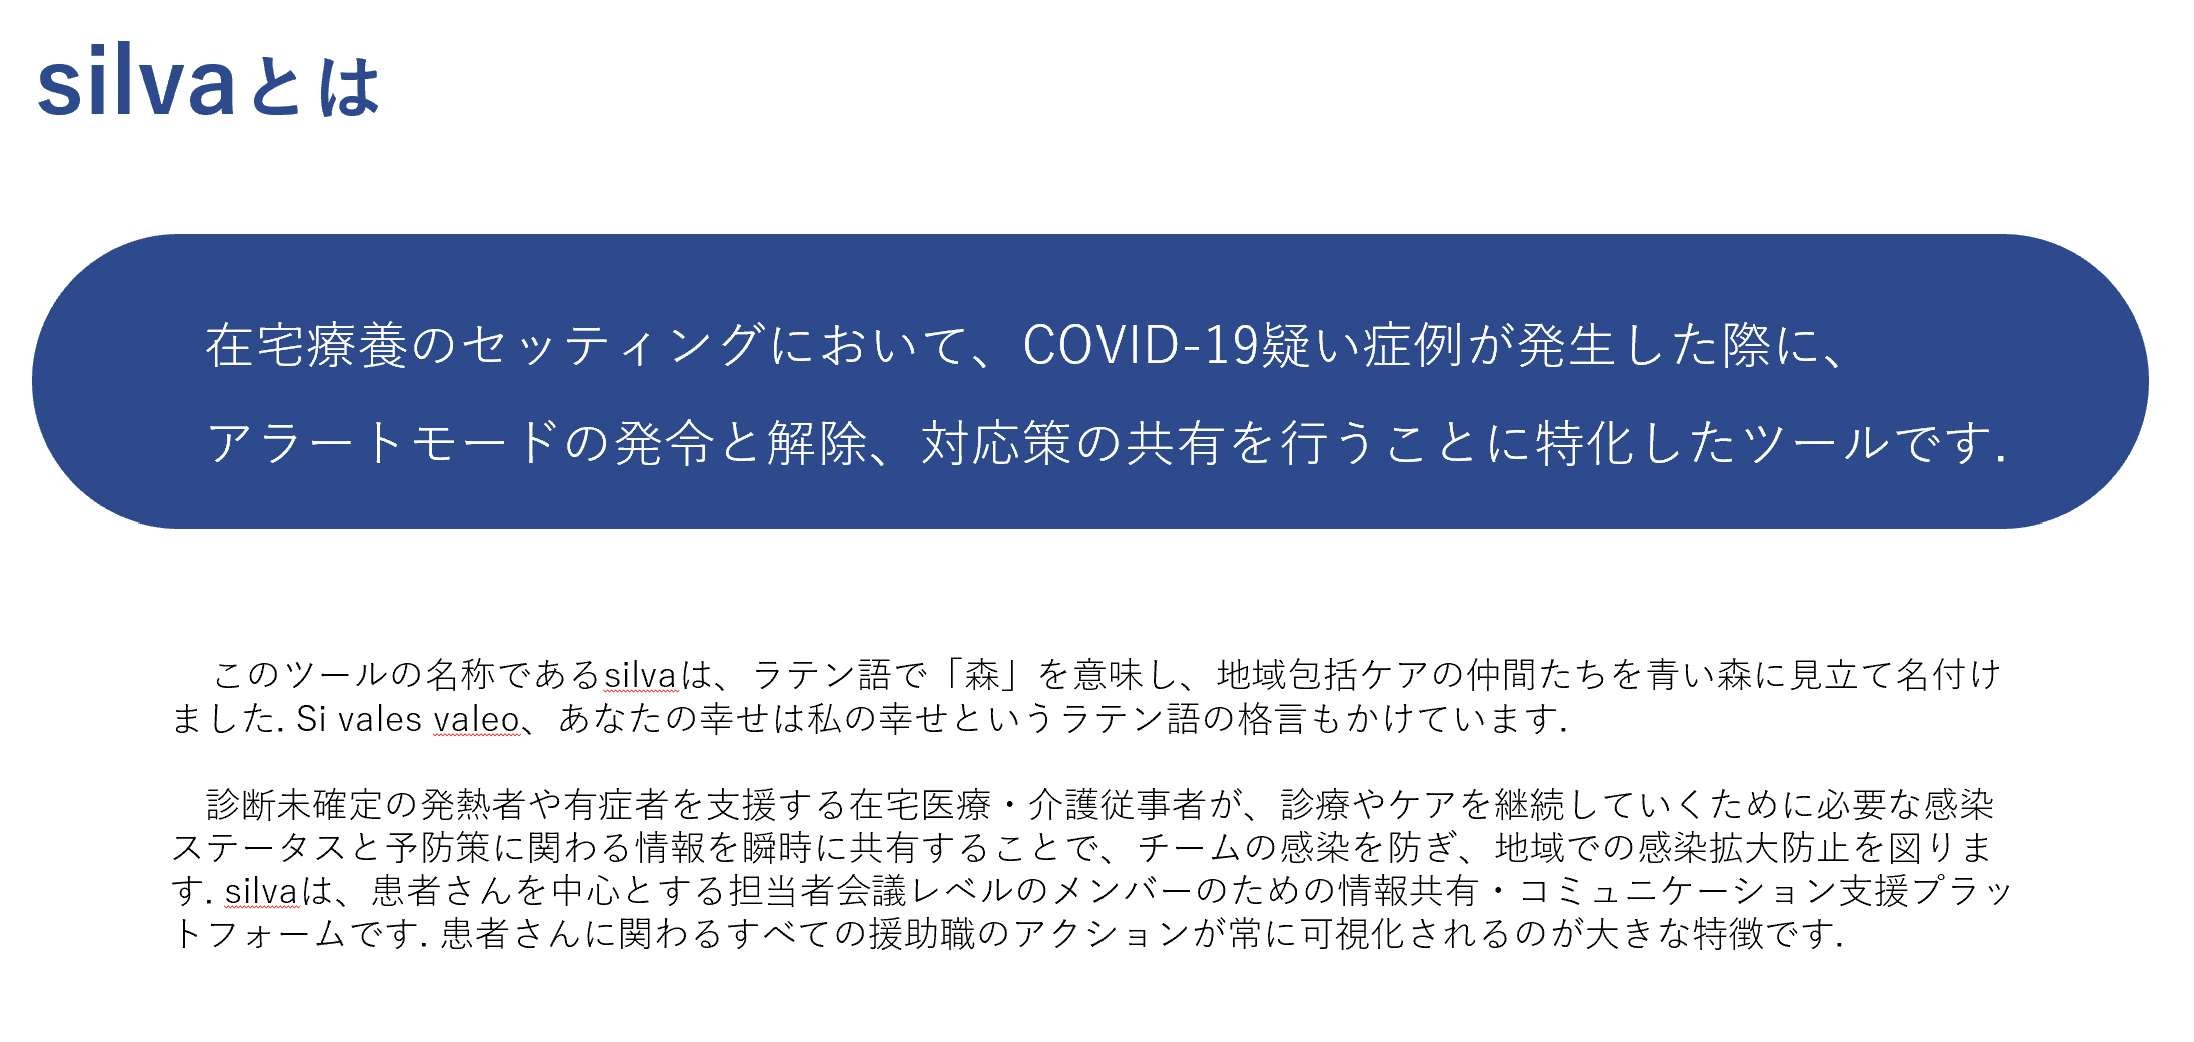 silvaとは
在宅療養のセッティングにおいて、COVID-19疑い症例が発生した際に、
アラートモードの発令と解除、対応策の共有を行うことに特化したツールです.
このツールの名称であるsilvaは、ラテン語で「森」を意味し、地域包括ケアの仲間たちを青い森に見立て名付け
ました. Si vales valeo、あなたの幸せは私の幸せというラテン語の格言もかけています.
診断未確定の発熱者や有症者を支援する在宅医療・介護従事者が、診療やケアを継続していくために必要な感染
ステータスと予防策に関わる情報を瞬時に共有することで、チームの感染を防ぎ、地域での感染拡大防止を図りま
す. silvaは、患者さんを中心とする担当者会議レベルのメンバーのための情報共有・コミュニケーション支援プラッ
トフォームです. 患者さんに関わるすべての援助職のアクションが常に可視化されるのが大きな特徴です.